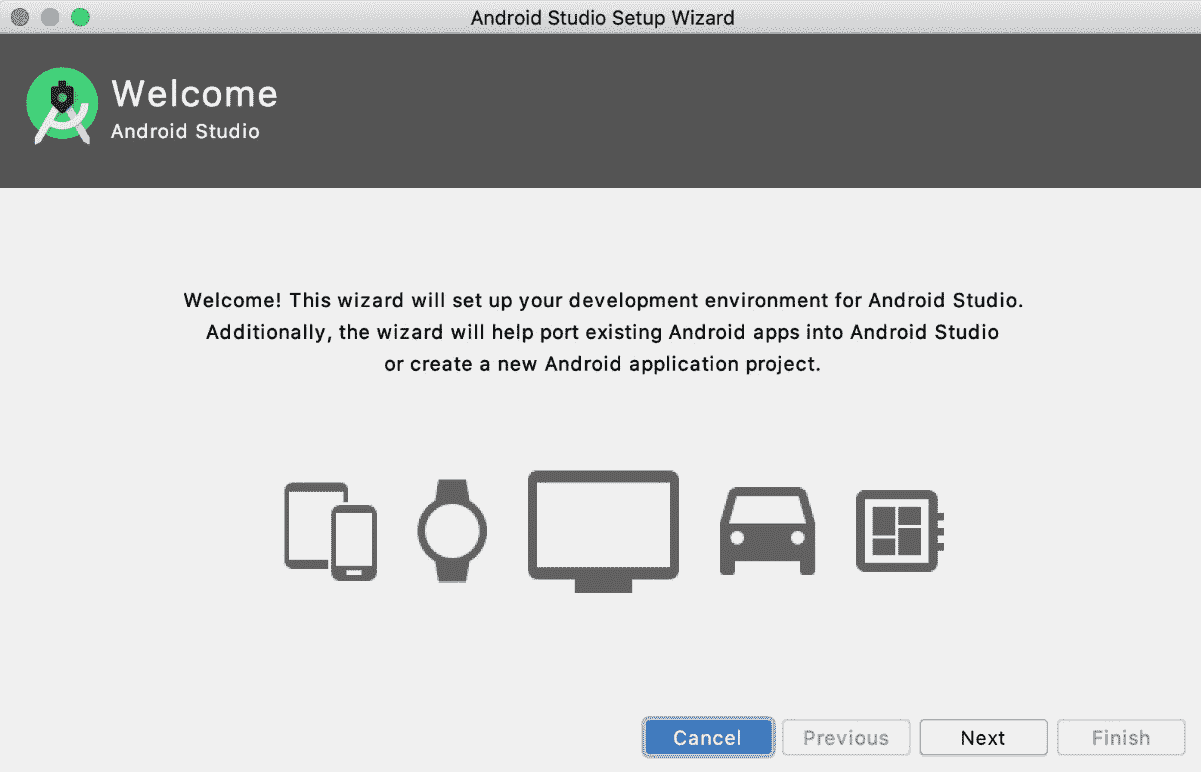 Android Studio Setup Wizard
Welcome
Android Studio
Welcome! This wizard will set up your development environment for Android Studio.
Additionally, the wizard will help port existing Android apps into Android Studio
or create a new Android application project.
Cancel Previous Next Finish